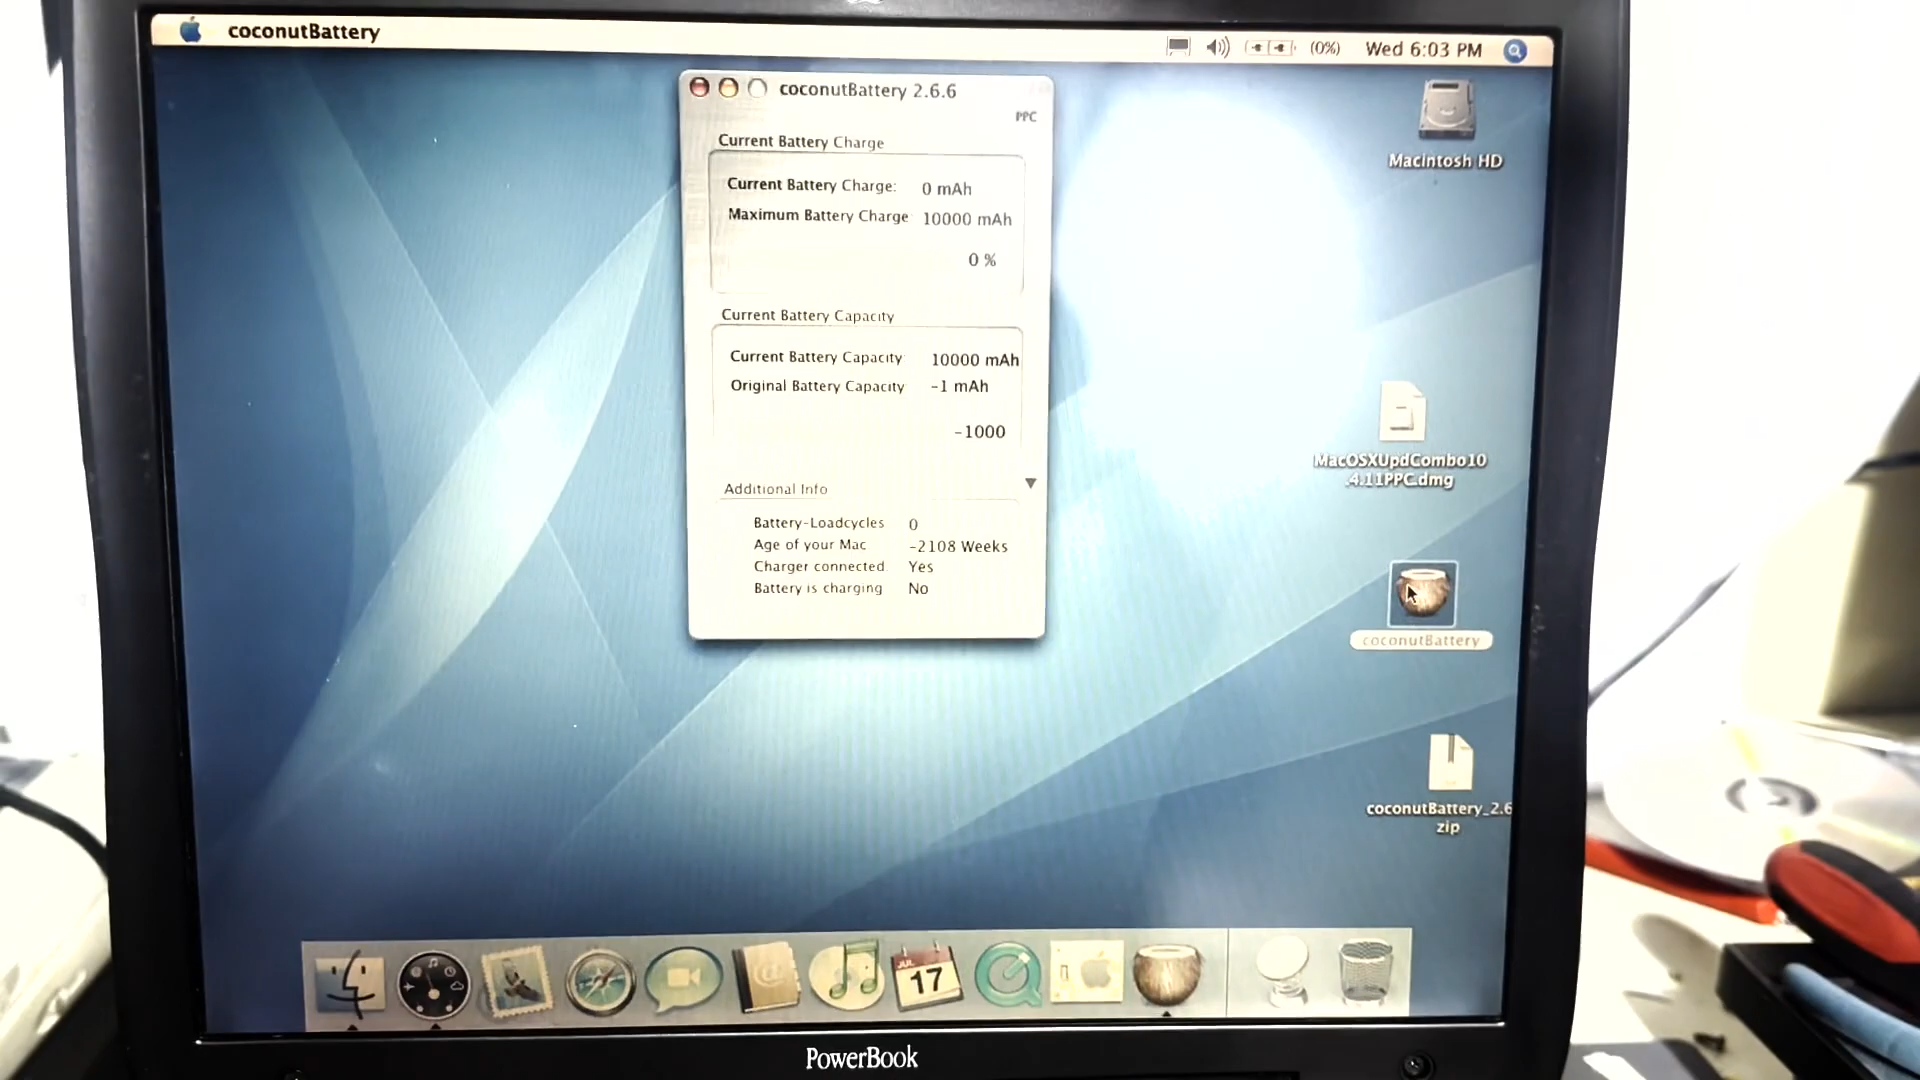 coconutBattery
(0%) Wed 6:03 PM
coconutBattery 2.6.6
PPC
Current Battery Charge
Current Battery Charge: 0 mAh
Maximum Battery Charge 10000 mAh
0 %
Current Battery Capacity
Current Battery Capacity 10000 mAh
Original Battery Capacity -1 mAh
-1000
Additional Info
Battery-Loadcycles 0
Age of your Mac -2108 Weeks
Charger connected Yes
Battery is charging No
Macintosh HD
MacOSXUpdCombo10
.4.11PPC.dmg
coconutBattery
coconutBattery_2.6
zip
JUL
17
PowerBook